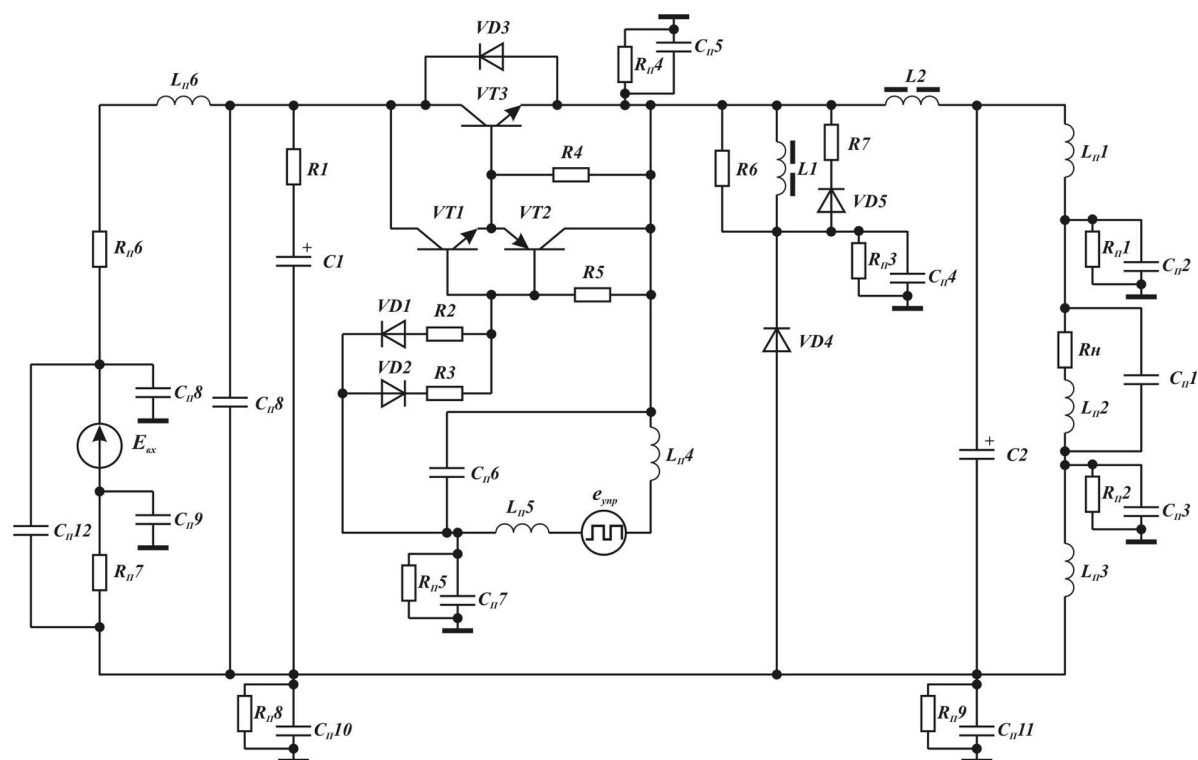 VD3
Rп4
Cп5
Lп6
VT3
L2
R1
R4
R6
L1
R7
VD5
Lп1
Rп6
C1
+
VT1
VT2
R5
Rп3
Cп4
Rп1
Cп2
VD1
R2
VD2
R3
VD4
Rн
Cп1
Lп2
Cп8
Cп8
Eвх
Cп6
Lп4
C2
+
Cп12
Cп9
Lп5
eупр
Rп2
Cп3
Rп7
Rп5
Cп7
Lп3
Rп8
Cп10
Rп9
Cп11